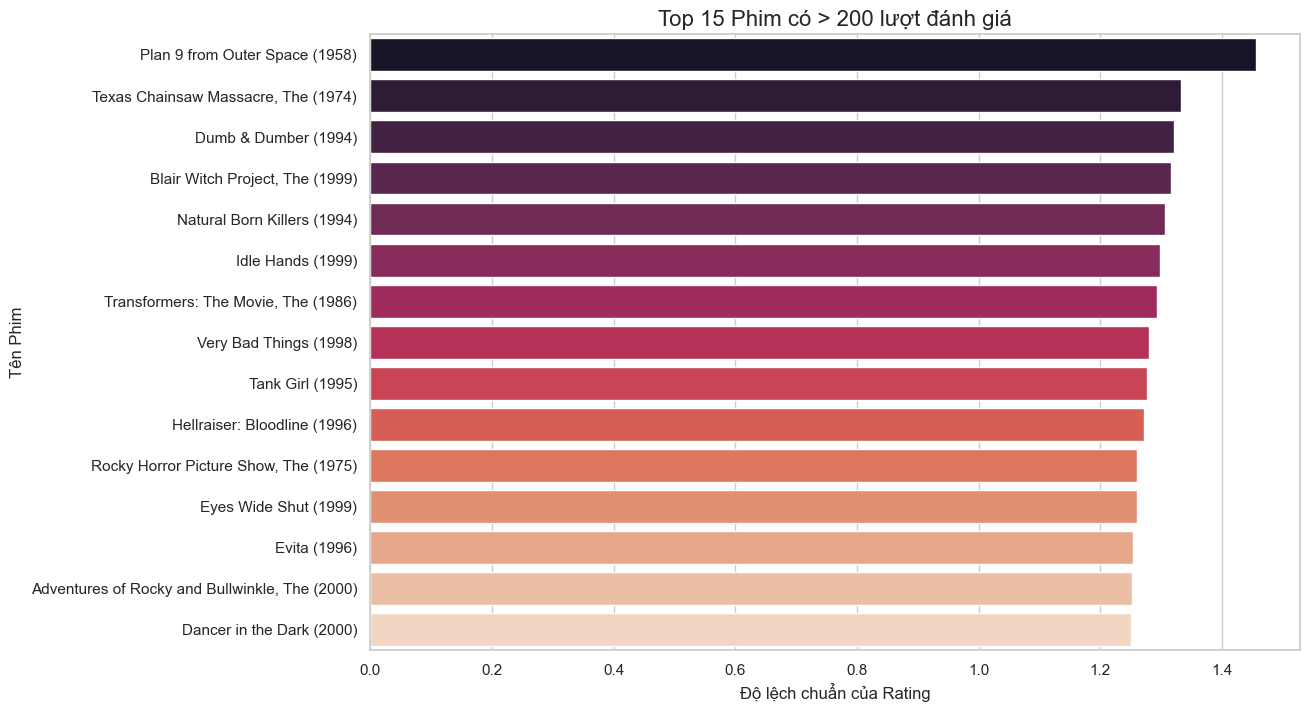 Top 15 Phim có > 200 lượt đánh giá
Tên Phim
Plan 9 from Outer Space (1958)
Texas Chainsaw Massacre, The (1974)
Dumb & Dumber (1994)
Blair Witch Project, The (1999)
Natural Born Killers (1994)
Idle Hands (1999)
Transformers: The Movie, The (1986)
Very Bad Things (1998)
Tank Girl (1995)
Hellraiser: Bloodline (1996)
Rocky Horror Picture Show, The (1975)
Eyes Wide Shut (1999)
Evita (1996)
Adventures of Rocky and Bullwinkle, The (2000)
Dancer in the Dark (2000)
0.0 0.2 0.4 0.6 0.8 1.0 1.2 1.4
Độ lệch chuẩn của Rating